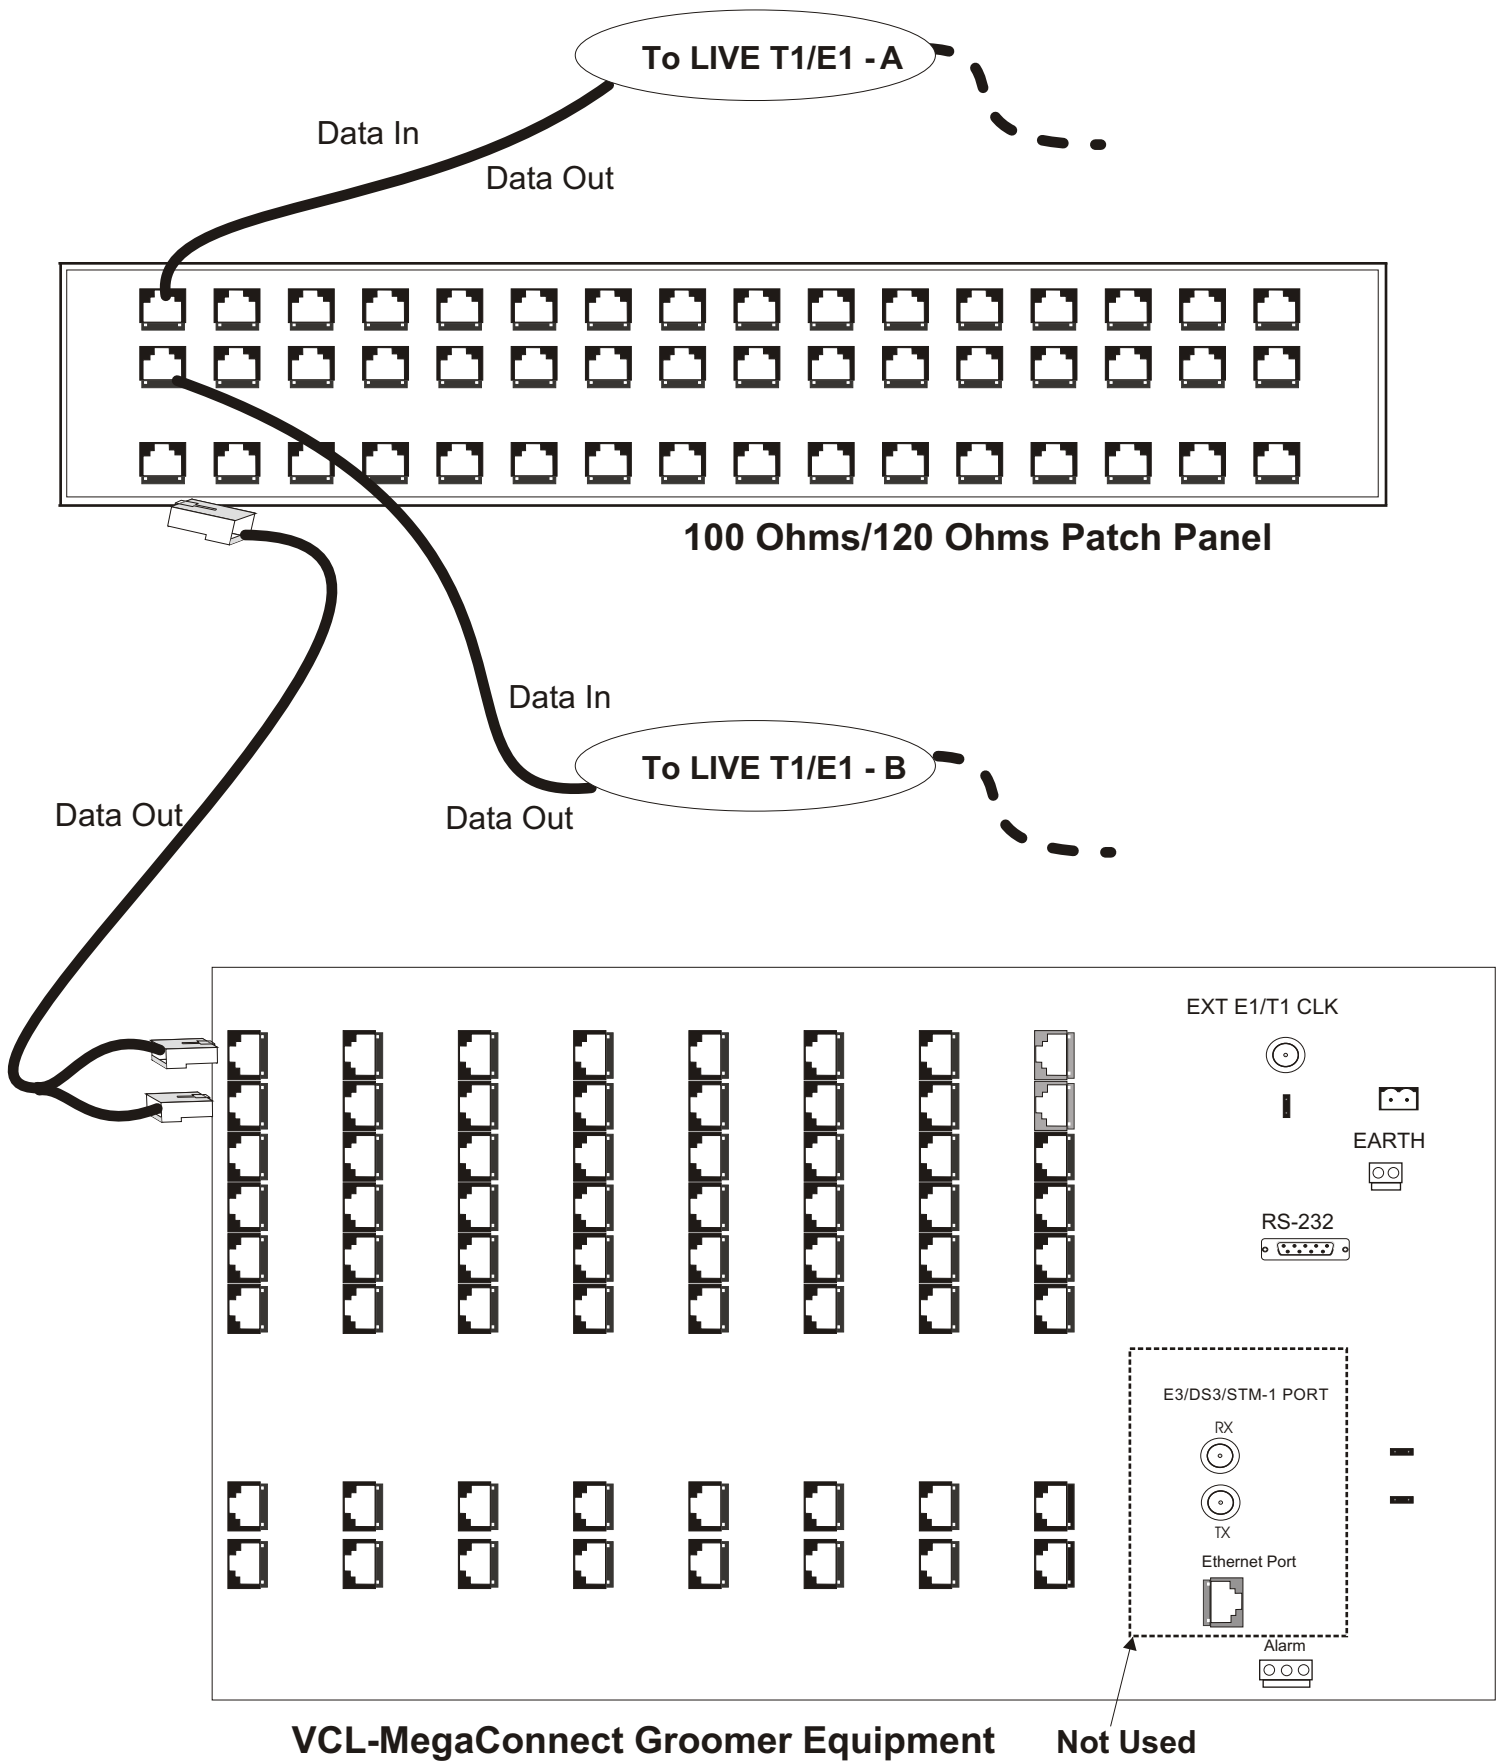 To LIVE T1/E1 - A
Data In
Data Out
100 Ohms/120 Ohms Patch Panel
Data In
To LIVE T1/E1 - B
Data Out
Data Out
EXT E1/T1 CLK
EARTH
RS-232
E3/DS3/STM-1 PORT
RX
TX
Ethernet Port
Alarm
VCL-MegaConnect Groomer Equipment
Not Used